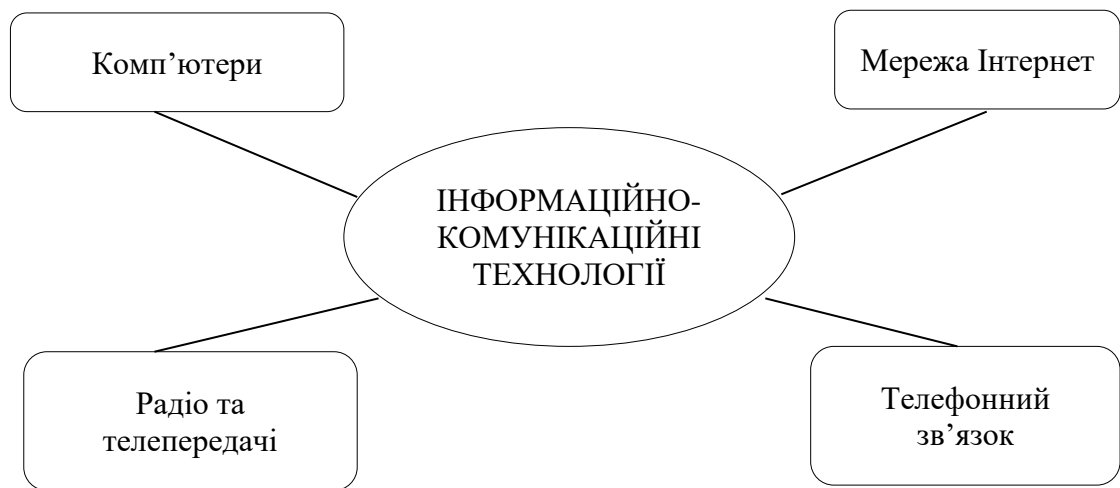 Комп’ютери
Мережа Інтернет
ІНФОРМАЦІЙНО-
КОМУНІКАЦІЙНІ
ТЕХНОЛОГІЇ
Радіо та
телепередачі
Телефонний
зв’язок